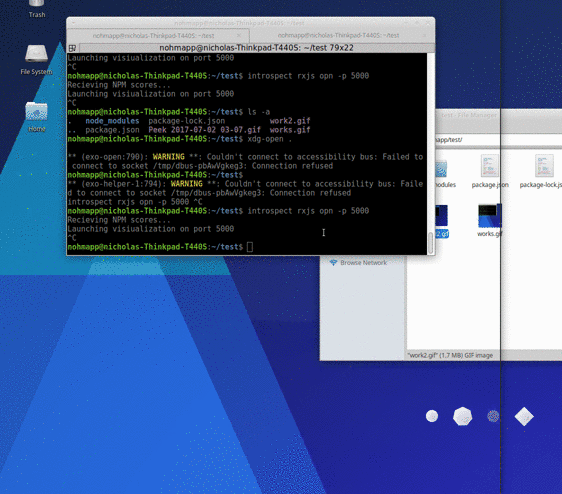 Trash
File System
Home
nohmapp@nicholas-Thinkpad-T440S: ~/test
nohmapp@nicholas-Thinkpad-T440S: ~/test
nohmapp@nicholas-Thinkpad-T440S: ~/test 79x22
Launching visiualization on port 5000
^C
nohmapp@nicholas-Thinkpad-T440S:~/test$ introspect rxjs opn -p 5000
Recieving NPM scores...
Launching visiualization on port 5000
^C
nohmapp@nicholas-Thinkpad-T440S:~/test$ ls -a
. node_modules package-lock.json work2.gif
.. package.json Peek 2017-07-02 03-07.gif works.gif
nohmapp@nicholas-Thinkpad-T440S:~/test$ xdg-open .
** (exo-open:790): WARNING **: Couldn't connect to accessibility bus: Failed to
connect to socket /tmp/dbus-pbAwVgkeg3: Connection refused
nohmapp@nicholas-Thinkpad-T440S:~/test$
** (exo-helper-1:794): WARNING **: Couldn't connect to accessibility bus: Faile
d to connect to socket /tmp/dbus-pbAwVgkeg3: Connection refused
introspect rxjs opn -p 5000 ^C
nohmapp@nicholas-Thinkpad-T440S:~/test$ introspect rxjs opn -p 5000
Recieving NPM scores...
Launching visiualization on port 5000
^C
nohmapp@nicholas-Thinkpad-T440S:~/test$
File Manager
app/test/
odules
package.json
package-lock.js
2.gif
works.gif
Browse Network
"work2.gif" (1.7 MB) GIF image